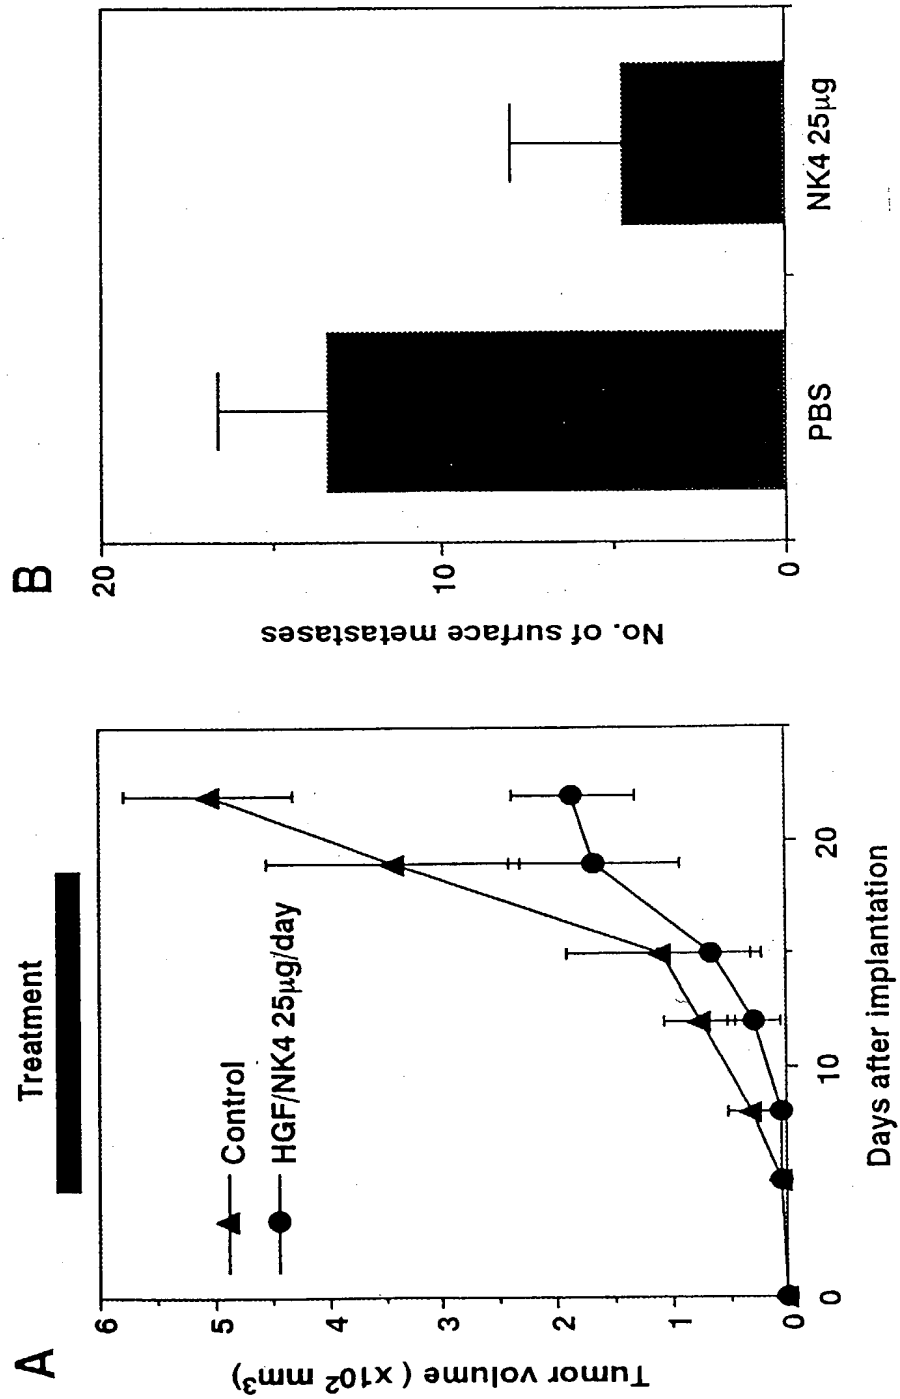 A
Treatment
Tumor volume ( x10² mm³)
6
5
4
3
2
1
0
Control
HGF/NK4 25µg/day
0
10
20
Days after implantation
B
No. of surface metastases
20
10
0
PBS
NK4 25µg